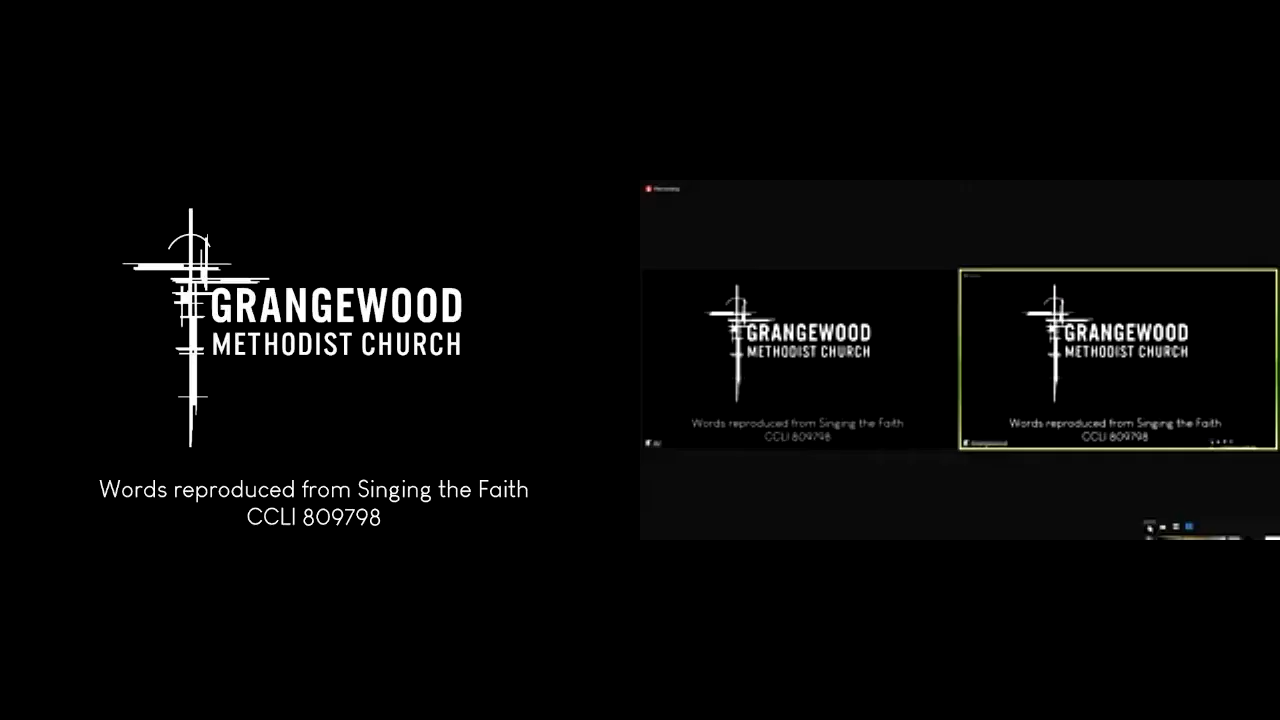 GRANGEWOOD
METHODIST CHURCH
Words reproduced from Singing the Faith
CCLI 809798
GRANGEWOOD
METHODIST CHURCH
Words reproduced from Singing the Faith
CCLI 809798
GRANGEWOOD
METHODIST CHURCH
Words reproduced from Singing the Faith
CCLI 809798